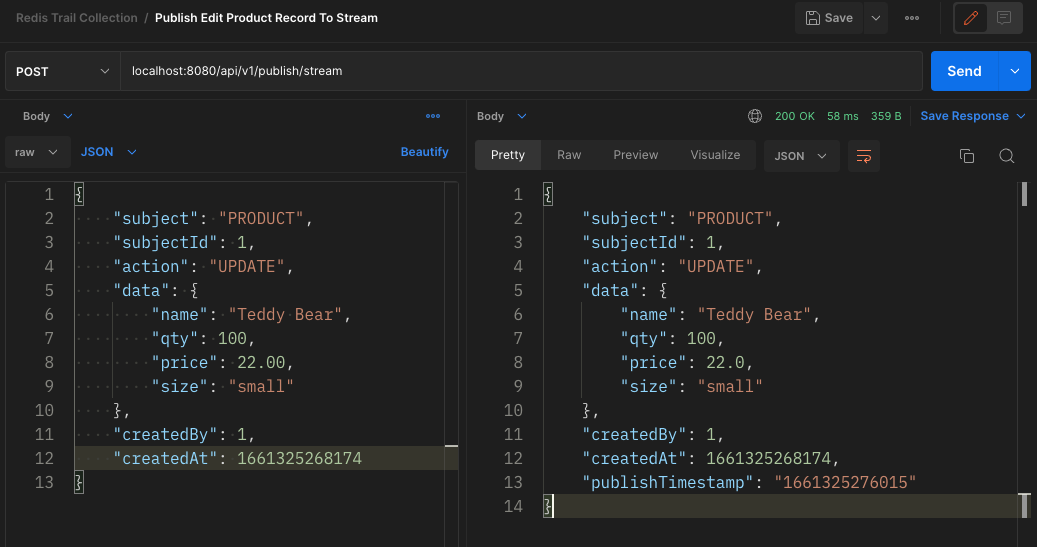 Redis Trail Collection / Publish Edit Product Record To Stream
Save
POST
localhost:8080/api/v1/publish/stream
Send
Body
raw
JSON
Beautify
1 {
2 "subject": "PRODUCT",
3 "subjectId": 1,
4 "action": "UPDATE",
5 "data": {
6 "name": "Teddy Bear",
7 "qty": 100,
8 "price": 22.00,
9 "size": "small"
10 },
11 "createdBy": 1,
12 "createdAt": 1661325268174
13 }
Body
200 OK 58 ms 359 B Save Response
Pretty Raw Preview Visualize JSON
1 {
2 "subject": "PRODUCT",
3 "subjectId": 1,
4 "action": "UPDATE",
5 "data": {
6 "name": "Teddy Bear",
7 "qty": 100,
8 "price": 22.0,
9 "size": "small"
10 },
11 "createdBy": 1,
12 "createdAt": 1661325268174,
13 "publishTimestamp": "1661325276015"
14 }